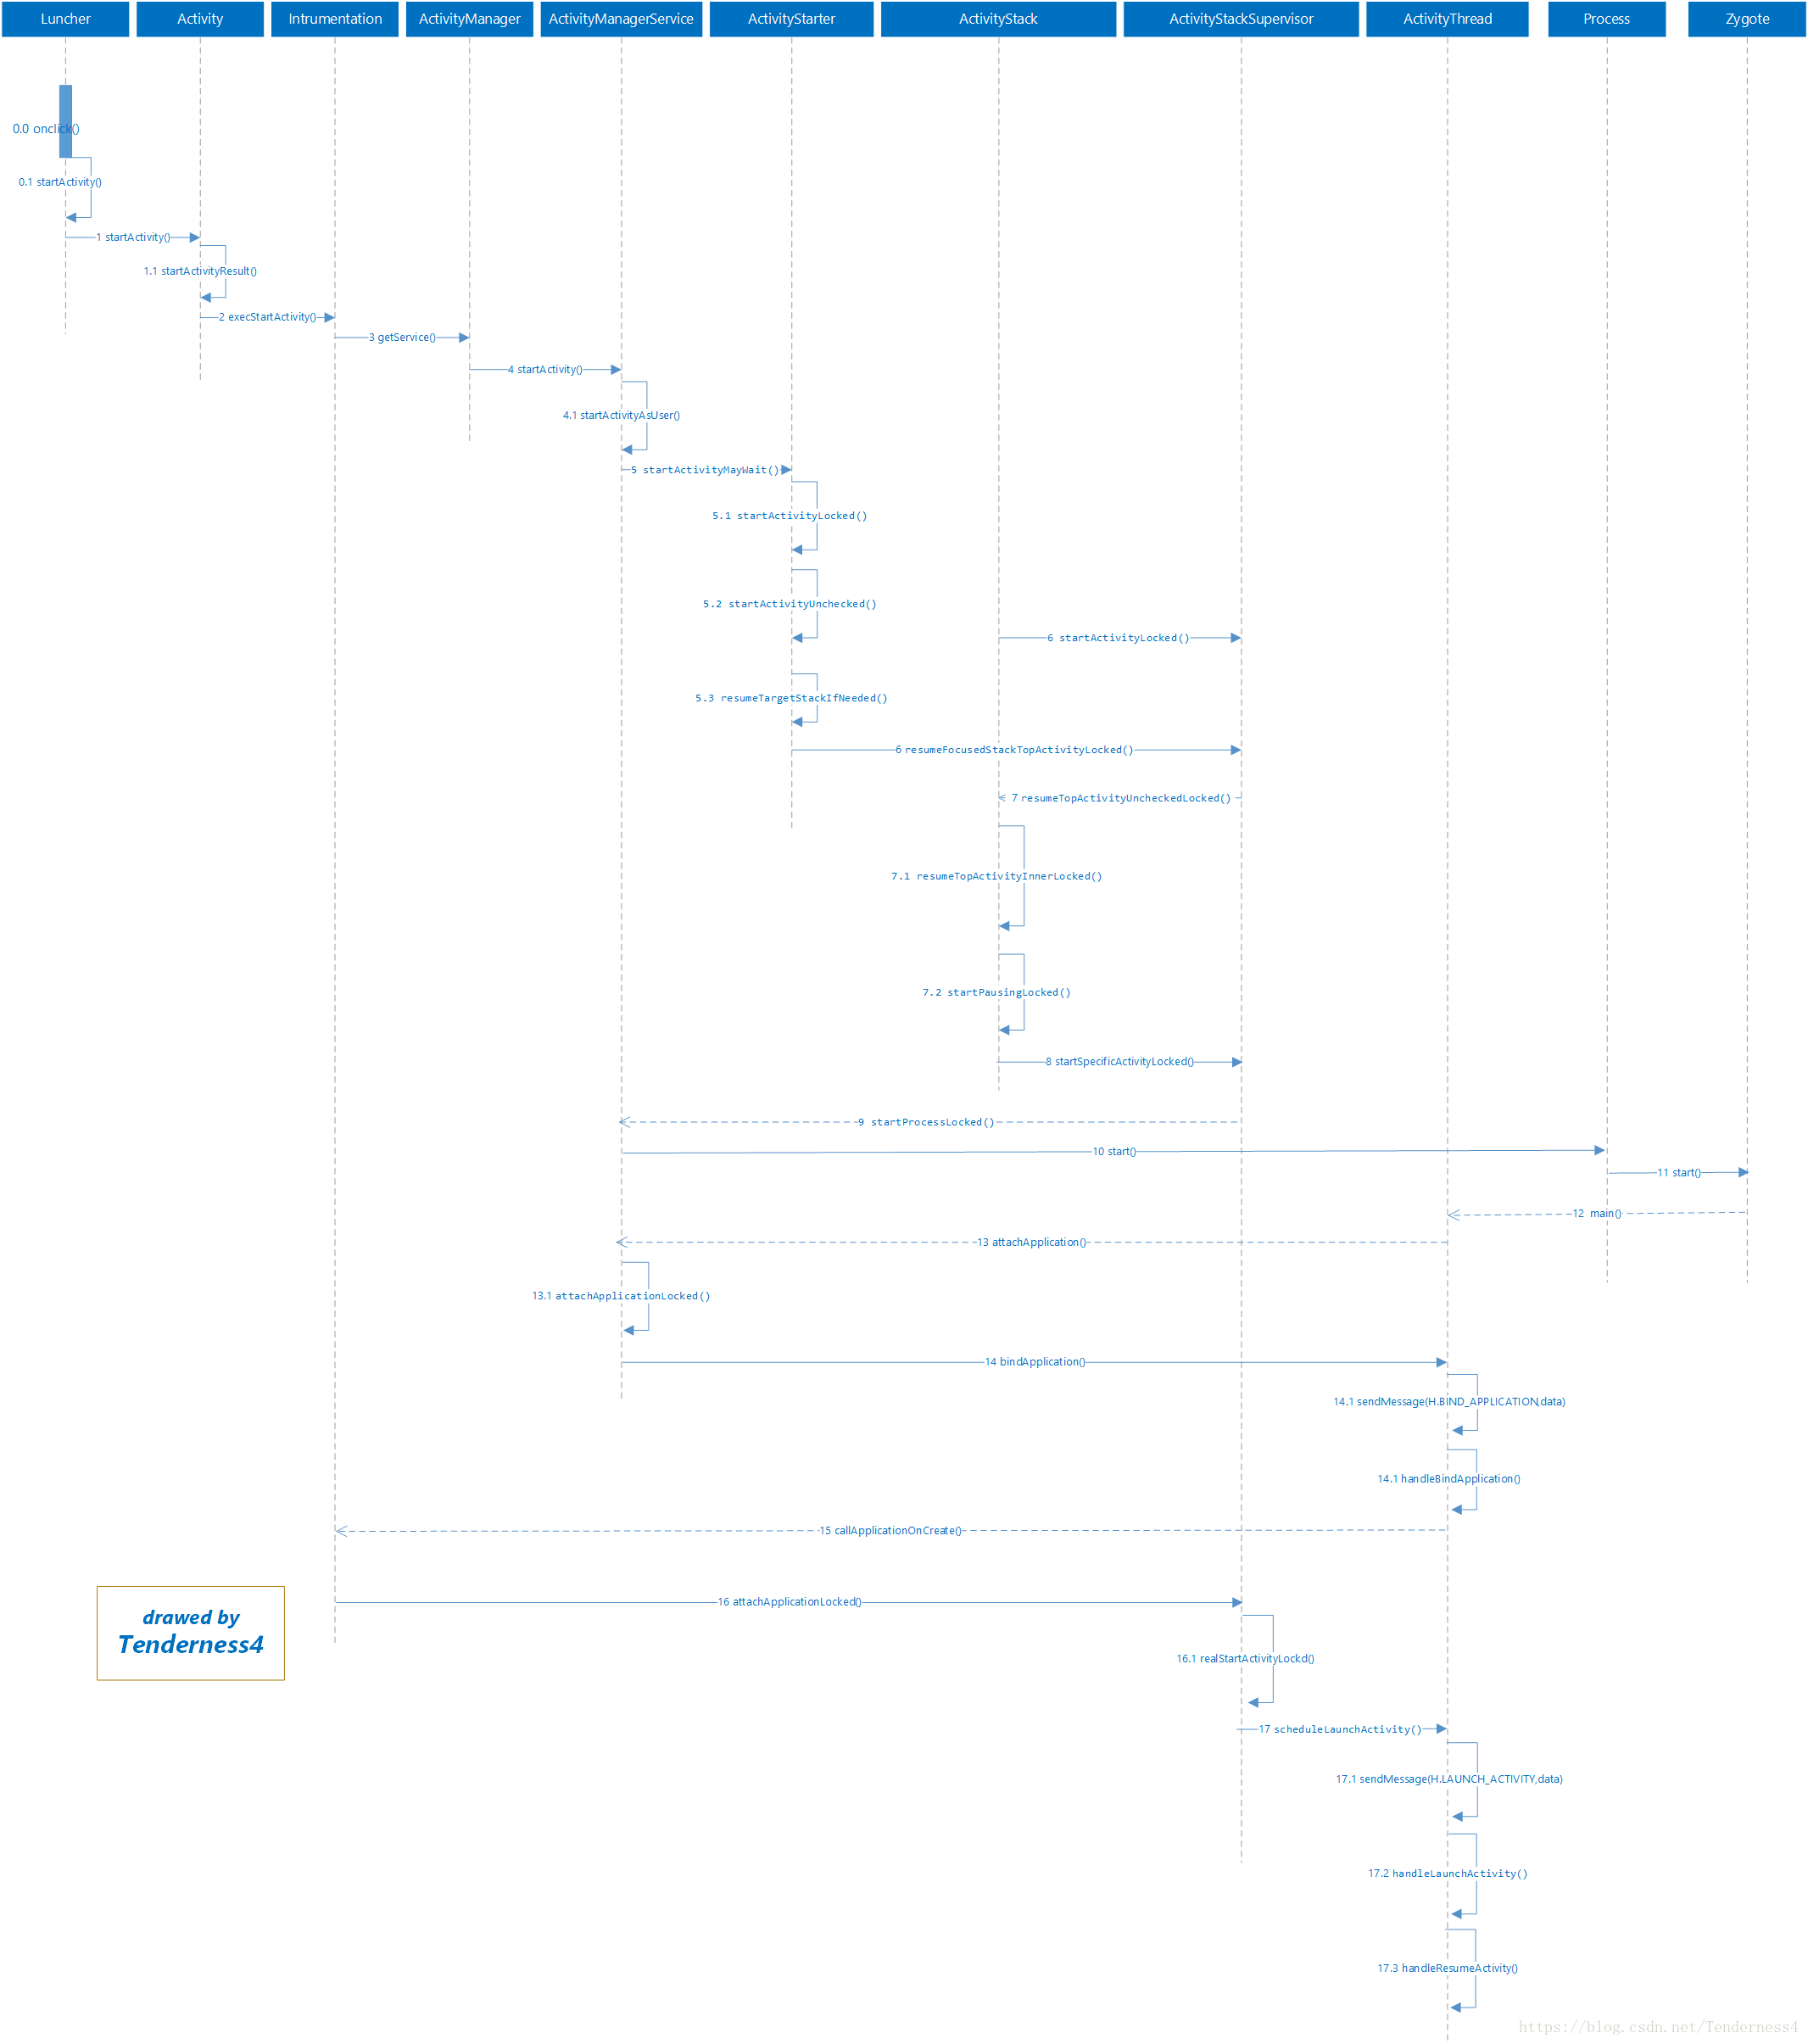 Luncher
Activity
Intrumentation
ActivityManager
ActivityManagerService
ActivityStarter
ActivityStack
ActivityStackSupervisor
ActivityThread
Process
Zygote
0.0 onclick()
0.1 startActivity()
1 startActivity()
1.1 startActivityResult()
2 execStartActivity()
3 getService()
4 startActivity()
4.1 startActivityAsUser()
5 startActivityMayWait()
5.1 startActivityLocked()
5.2 startActivityUnchecked()
6 startActivityLocked()
5.3 resumeTargetStackIfNeeded()
6 resumeFocusedStackTopActivityLocked()
7 resumeTopActivityUncheckedLocked()
7.1 resumeTopActivityInnerLocked()
7.2 startPausingLocked()
8 startSpecificActivityLocked()
9 startProcessLocked()
10 start()
11 start()
12 main()
13 attachApplication()
13.1 attachApplicationLocked()
14 bindApplication()
14.1 sendMessage(H.BIND_APPLICATION,data)
14.1 handleBindApplication()
15 callApplicationOnCreate()
16 attachApplicationLocked()
drawed by
Tenderness4
16.1 realStartActivityLockd()
17 scheduleLaunchActivity()
17.1 sendMessage(H.LAUNCH_ACTIVITY,data)
17.2 handleLaunchActivity()
17.3 handleResumeActivity()
https://blog.csdn.net/Tenderness4